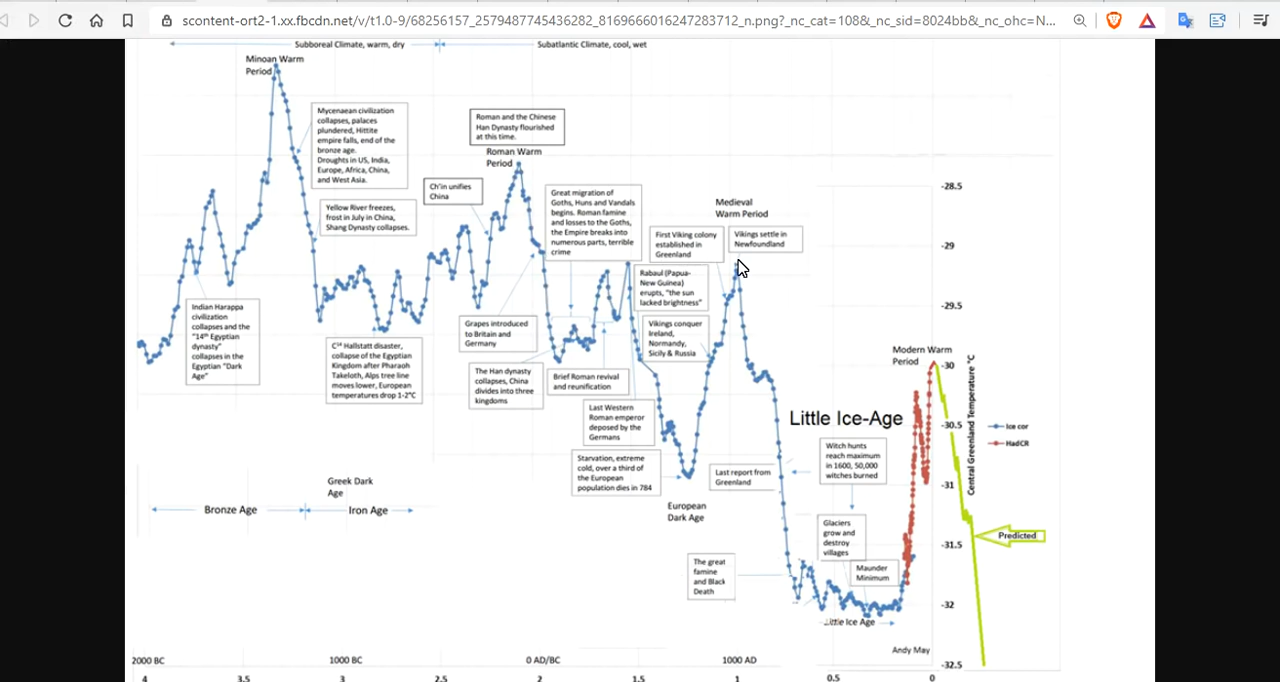 scontent-ort2-1.xx.fbcdn.net/v/t1.0-9/68256157_2579487745436282_8169666016247283712_n.png?_nc_cat=108&_nc_sid=8024bb&_nc_ohc=N...
Subboreal Climate, warm, dry
Subatlantic Climate, cool, wet
Minoan Warm
Period
Mycenaean civilization
collapses, palaces
plundered, Hittite
empire falls, end of the
bronze age.
Droughts in US, India,
Europe, Africa, China,
and West Asia.
Roman and the Chinese
Han Dynasty flourished
at this time.
Roman Warm
Period
Ch'in unifies
China
Yellow River freezes,
frost in July in China,
Shang Dynasty collapses.
Great migration of
Goths, Huns and Vandals
begins. Roman famine
and losses to the Goths,
the Empire breaks into
numerous parts, terrible
crime
Medieval
Warm Period
First Viking colony
established in
Greenland
Vikings settle in
Newfoundland
Rabaul (Papua-
New Guinea)
erupts, "the sun
lacked brightness"
Indian Harappa
civilization
collapses and the
"14th Egyptian
dynasty"
collapses in the
Egyptian "Dark
Age"
C14 Hallstatt disaster,
collapse of the Egyptian
Kingdom after Pharaoh
Takeloth, Alps tree line
moves lower, European
temperatures drop 1-2°C
Grapes introduced
to Britain and
Germany
Vikings conquer
Ireland,
Normandy,
Sicily & Russia
The Han dynasty
collapses, China
divides into three
kingdoms
Brief Roman revival
and reunification
Last Western
Roman emperor
deposed by the
Germans
Starvation, extreme
cold, over a third of
the European
population dies in 784
Modern Warm
Period
Little Ice-Age
Witch hunts
reach maximum
in 1600, 50,000
witches burned
Last report from
Greenland
European
Dark Age
Greek Dark
Age
Bronze Age
Iron Age
Glaciers
grow and
destroy
villages
Maunder
Minimum
The great
famine
and Black
Death
Little Ice Age
Andy May
Predicted
Ice cor
HadCR
Central Greenland Temperature °C
-28.5
-29
-29.5
-30
-30.5
-31
-31.5
-32
-32.5
2000 BC
1000 BC
0 AD/BC
1000 AD
4
3.5
3
2.5
2
1.5
1
0.5
0